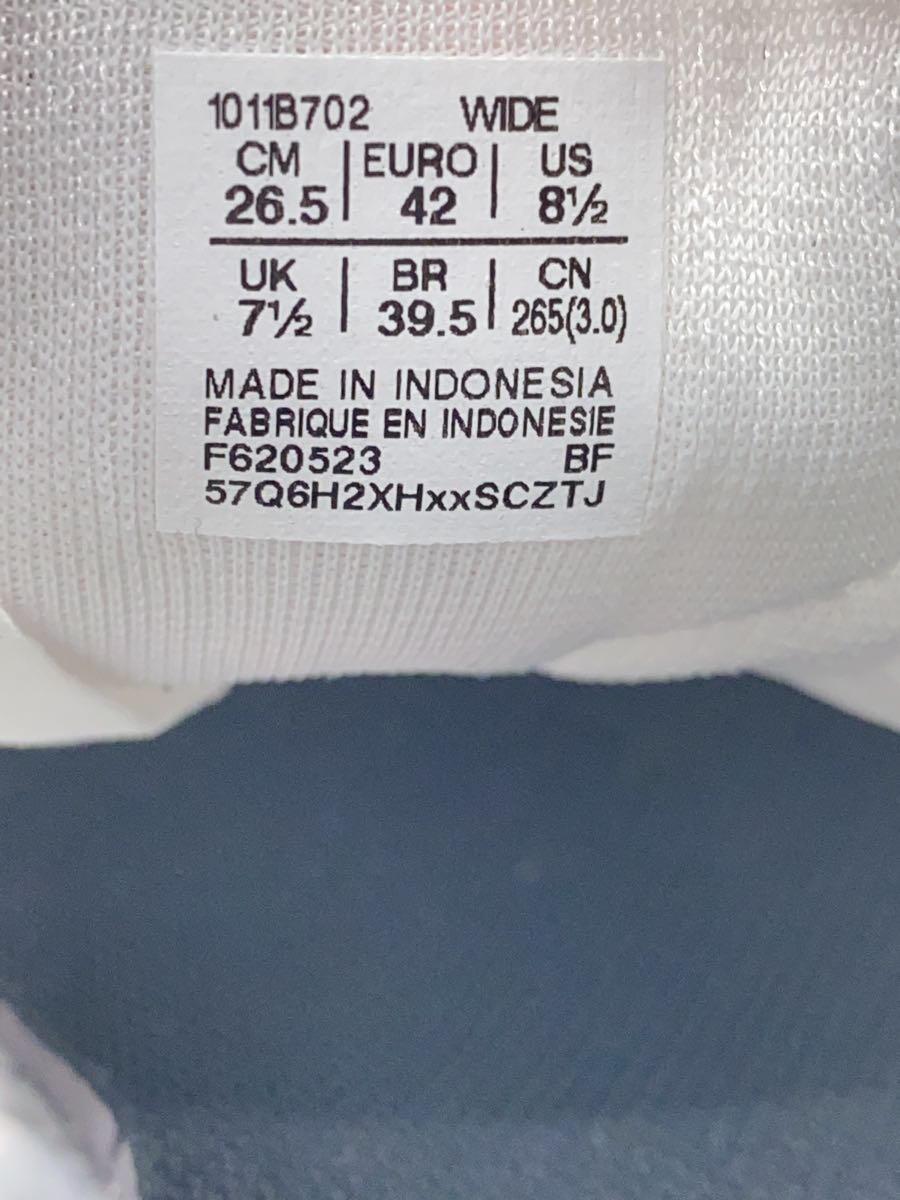 1011B702 WIDE
CM | EURO | US
26.5 | 42 | 8½
UK | BR | CN
7½ | 39.5 | 265(3.0)
MADE IN INDONESIA
FABRIQUE EN INDONESIE
F620523 BF
57Q6H2XHxxSCZTJ